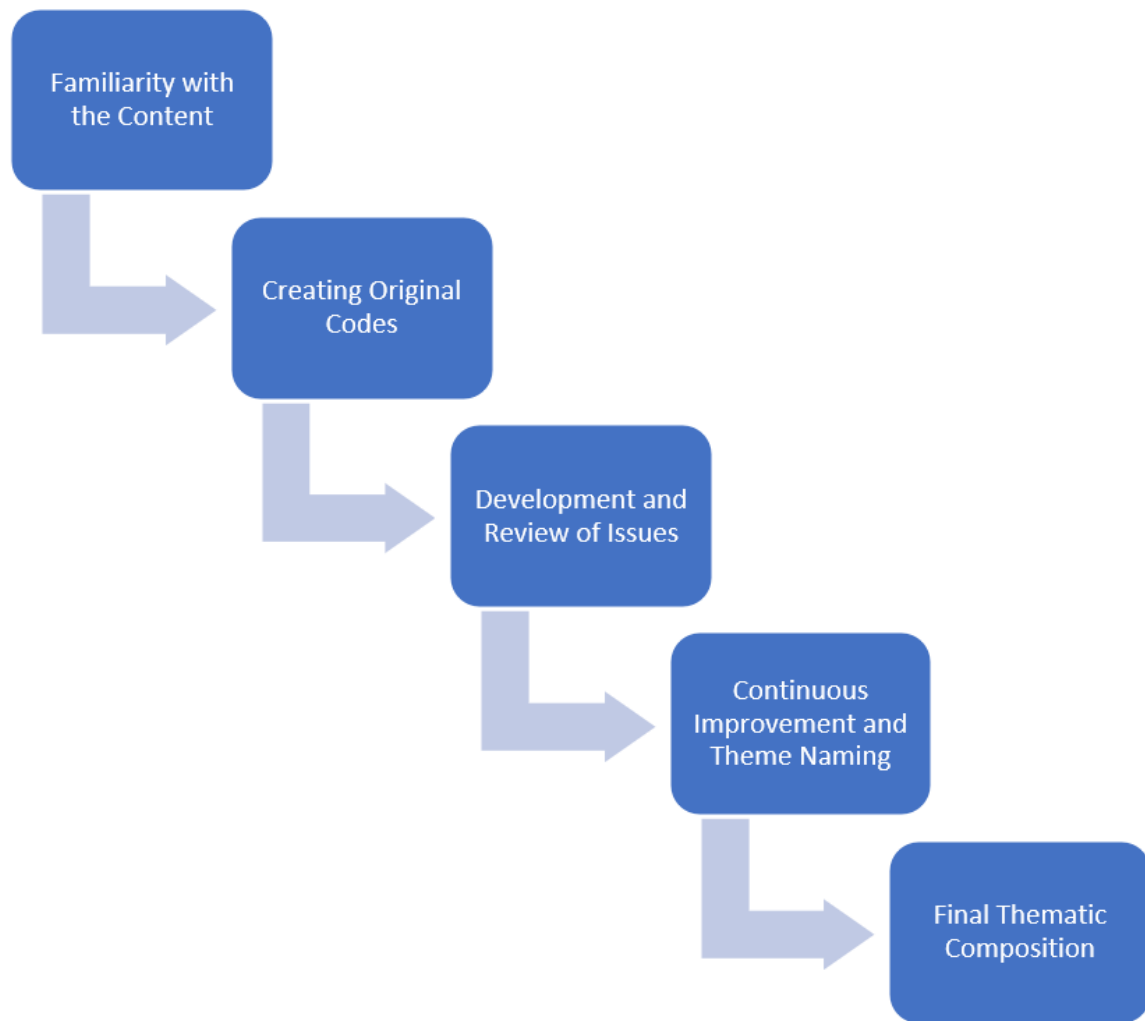 Familiarity with
the Content
Creating Original
Codes
Development and
Review of Issues
Continuous
Improvement and
Theme Naming
Final Thematic
Composition